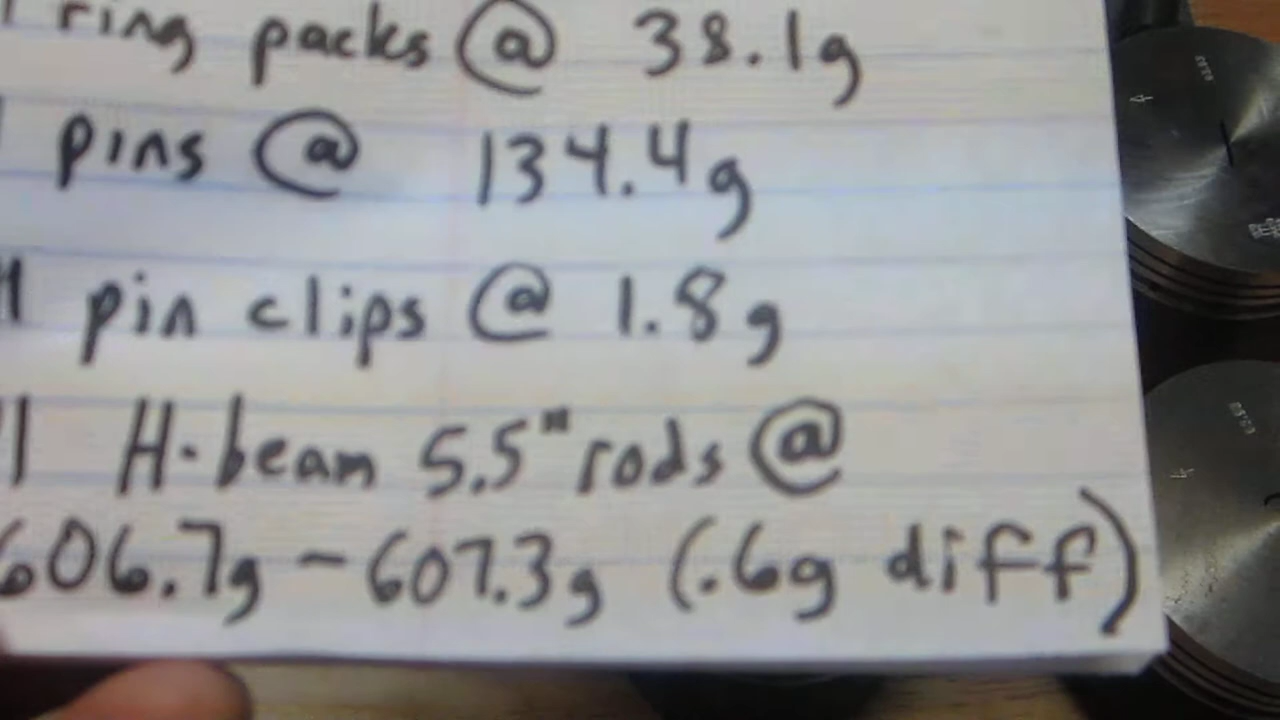 ring packs @ 38.1g
pins @ 134.4g
pin clips @ 1.8g
H-beam 5.5" rods @
606.7g - 607.3g (.6g diff)